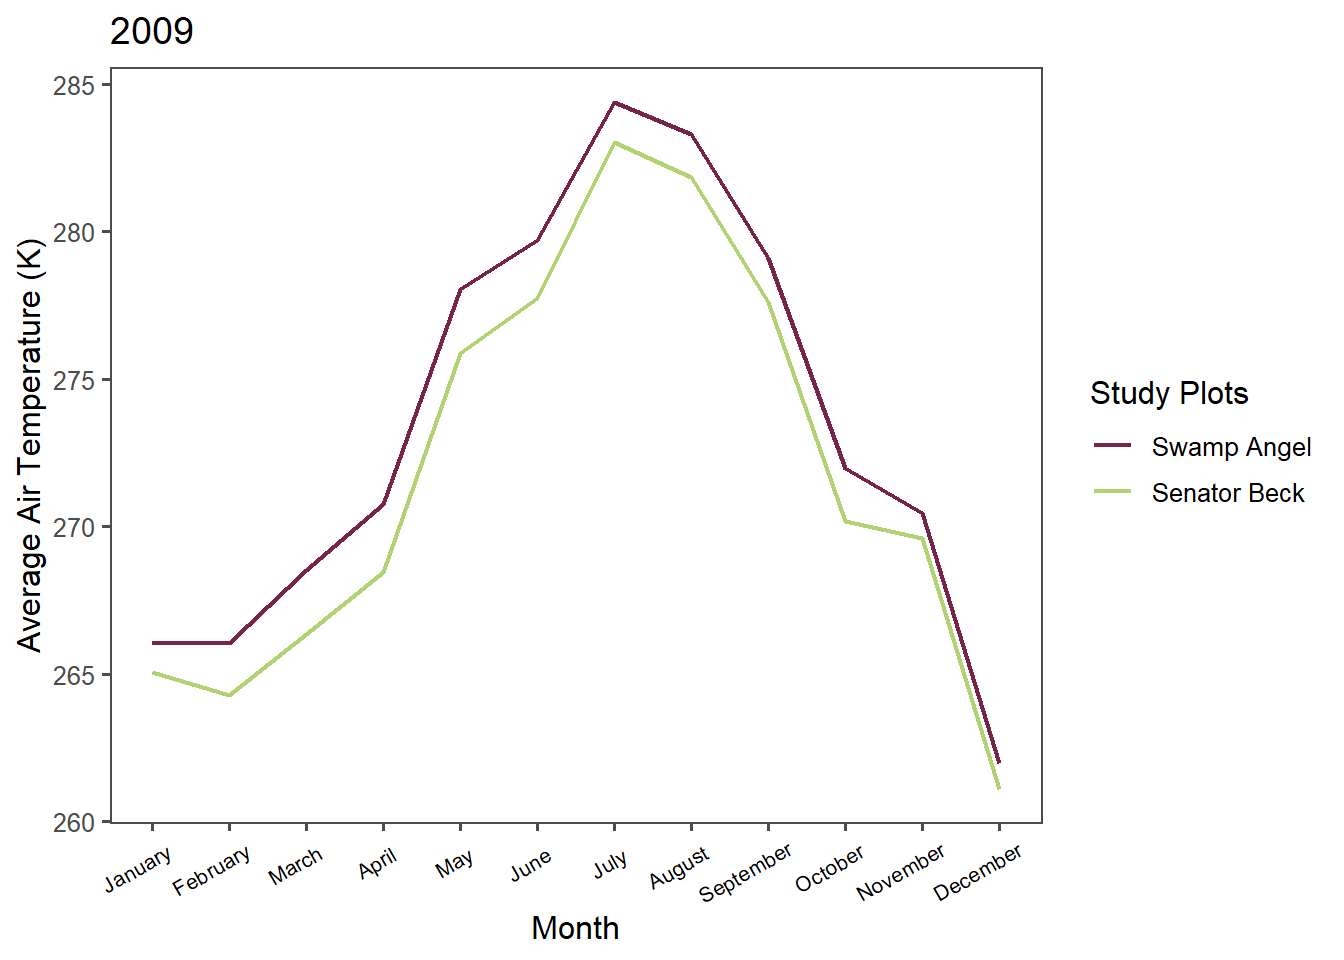 2009
285
280
275
270
265
260
Average Air Temperature (K)
January
February
March
April
May
June
July
August
September
October
November
December
Month
Study Plots
Swamp Angel
Senator Beck